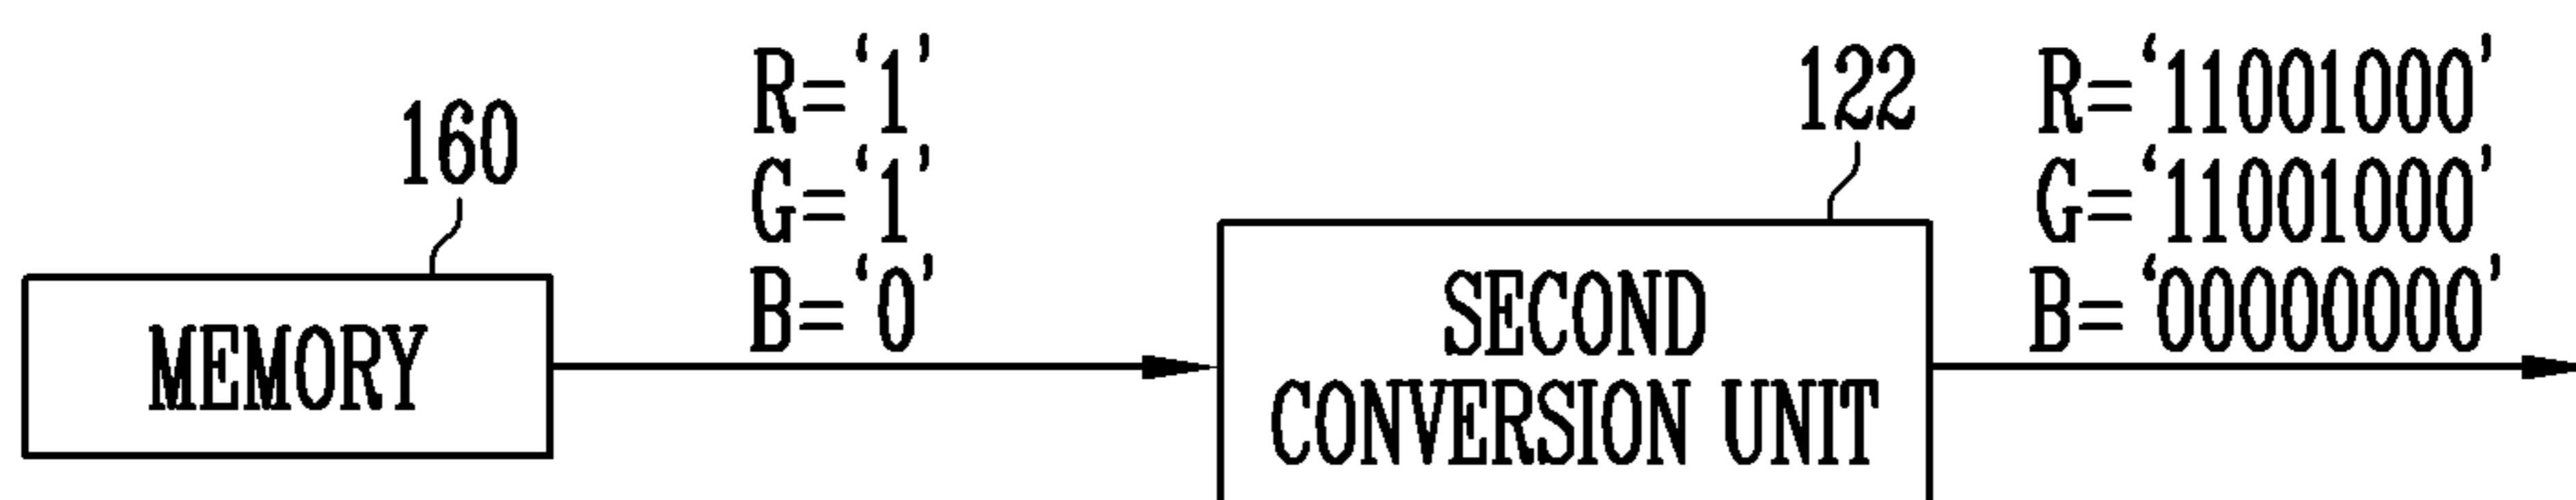 160
MEMORY
R='1'
G='1'
B='0'
122
SECOND
CONVERSION UNIT
R='11001000'
G='11001000'
B='00000000'